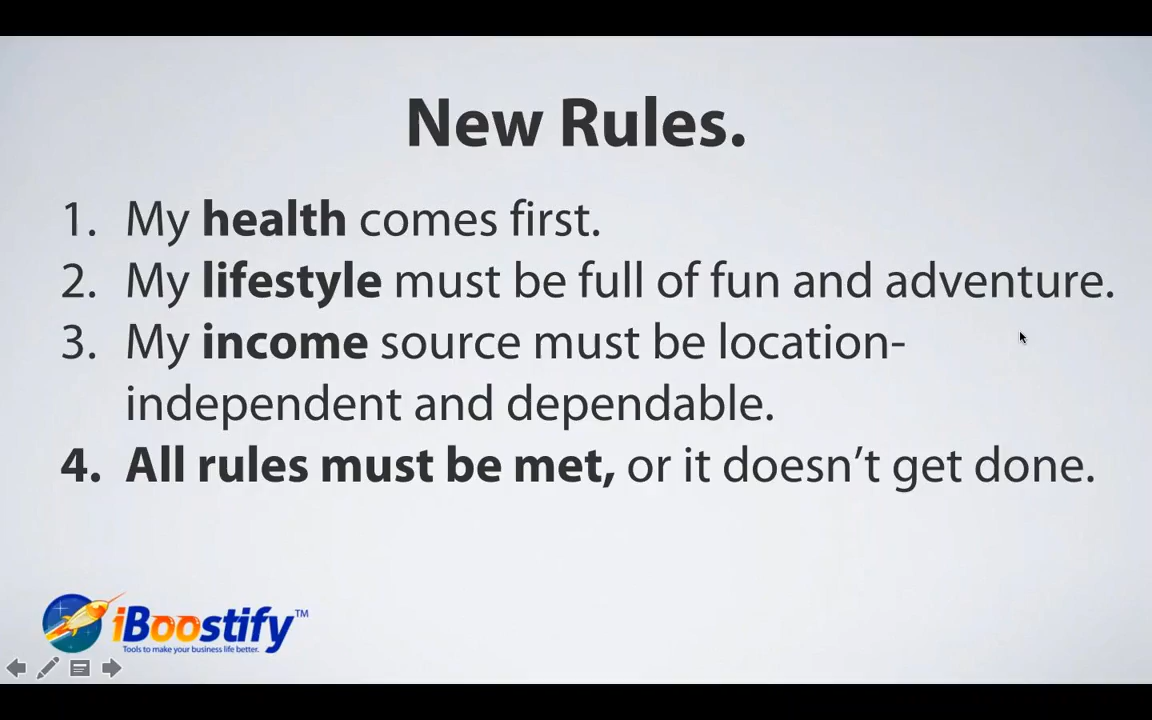 New Rules.
1. My health comes first.
2. My lifestyle must be full of fun and adventure.
3. My income source must be location-
independent and dependable.
4. All rules must be met, or it doesn’t get done.
iBoostify™
Tools to make your business life better.